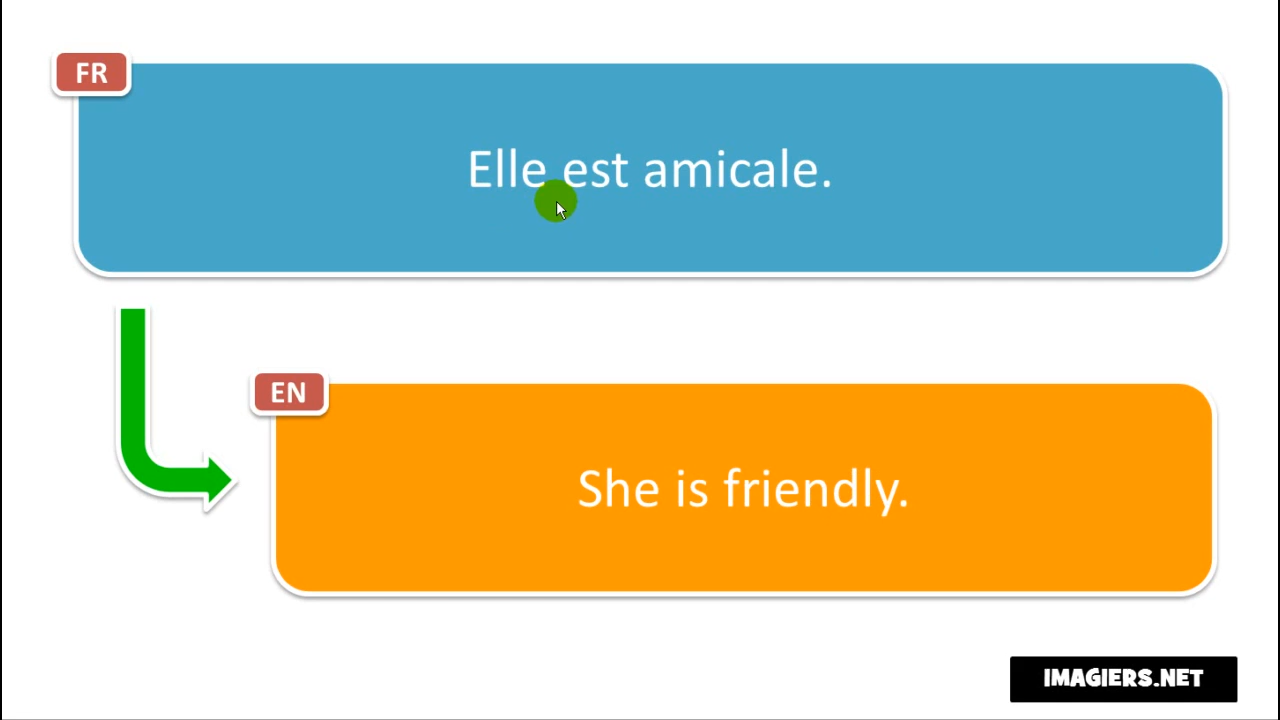 FR
Elle est amicale.
EN
She is friendly.
IMAGIERS.NET